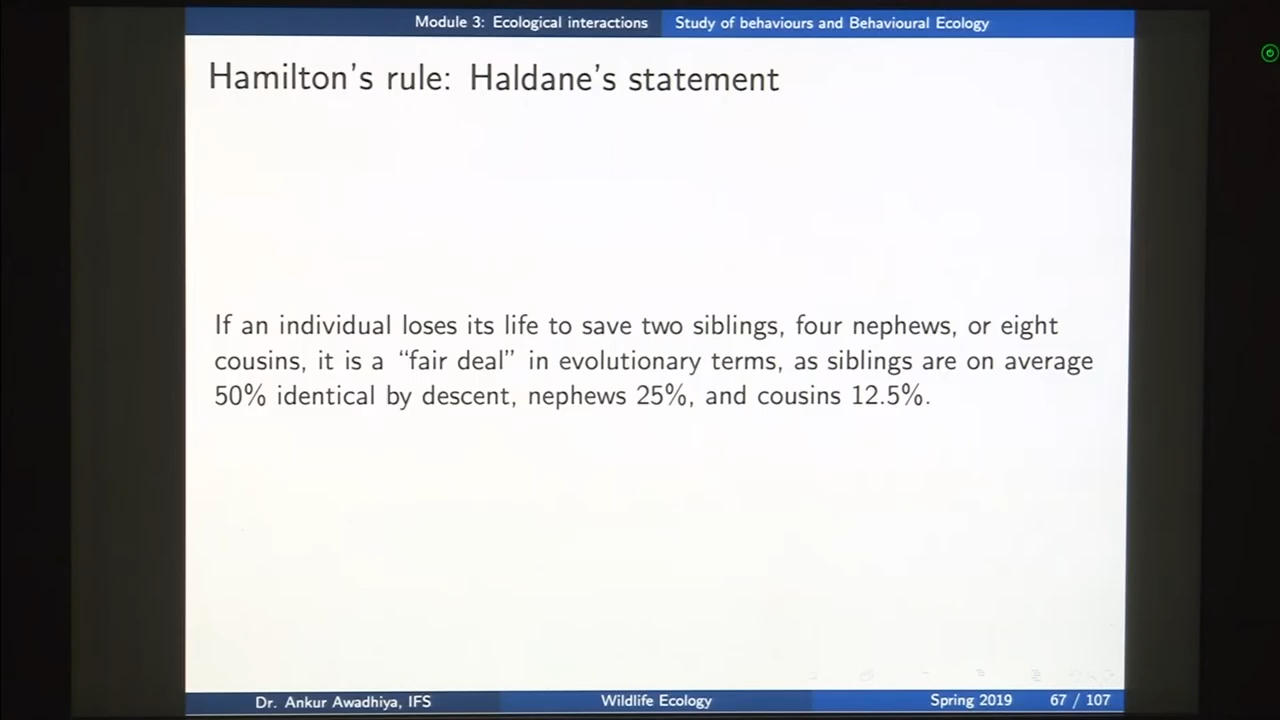 Module 3: Ecological interactions Study of behaviours and Behavioural Ecology
Hamilton's rule: Haldane's statement
If an individual loses its life to save two siblings, four nephews, or eight
cousins, it is a “fair deal” in evolutionary terms, as siblings are on average
50% identical by descent, nephews 25%, and cousins 12.5%.
Dr. Ankur Awadhiya, IFS Wildlife Ecology Spring 2019 67 / 107